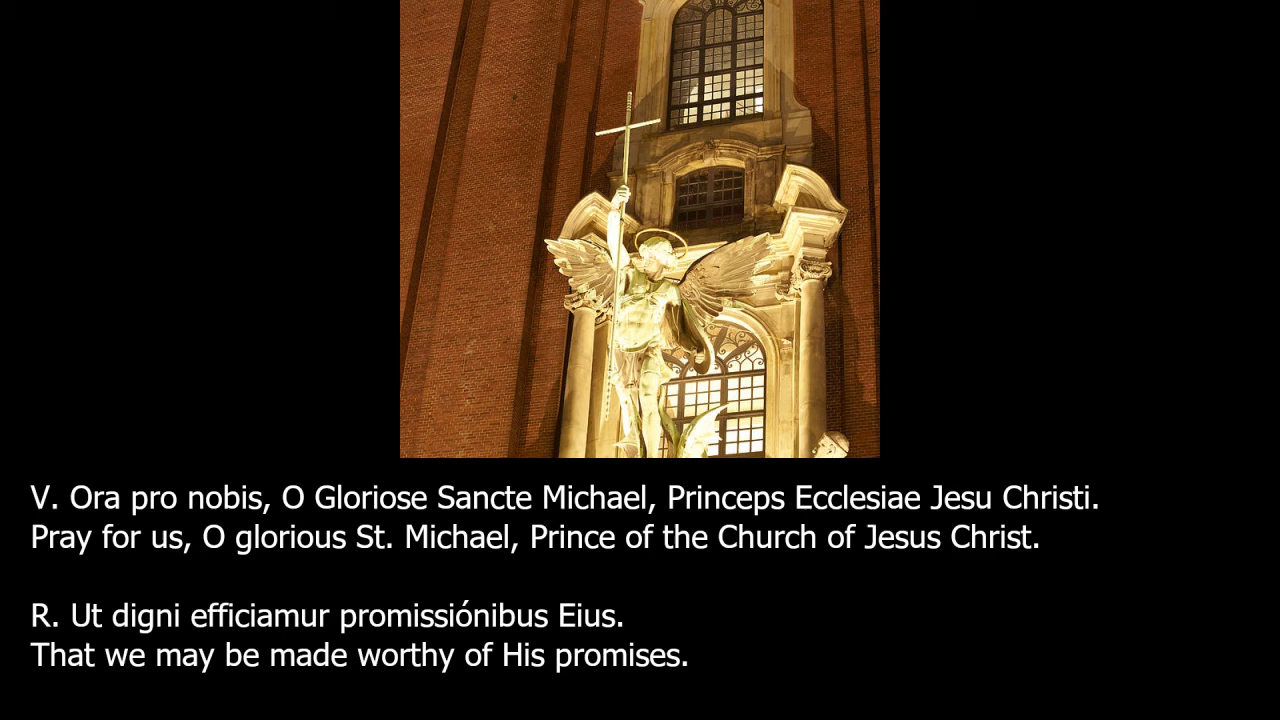 V. Ora pro nobis, O Gloriose Sancte Michael, Princeps Ecclesiae Jesu Christi.
Pray for us, O glorious St. Michael, Prince of the Church of Jesus Christ.
R. Ut digni efficiamur promissiónibus Eius.
That we may be made worthy of His promises.